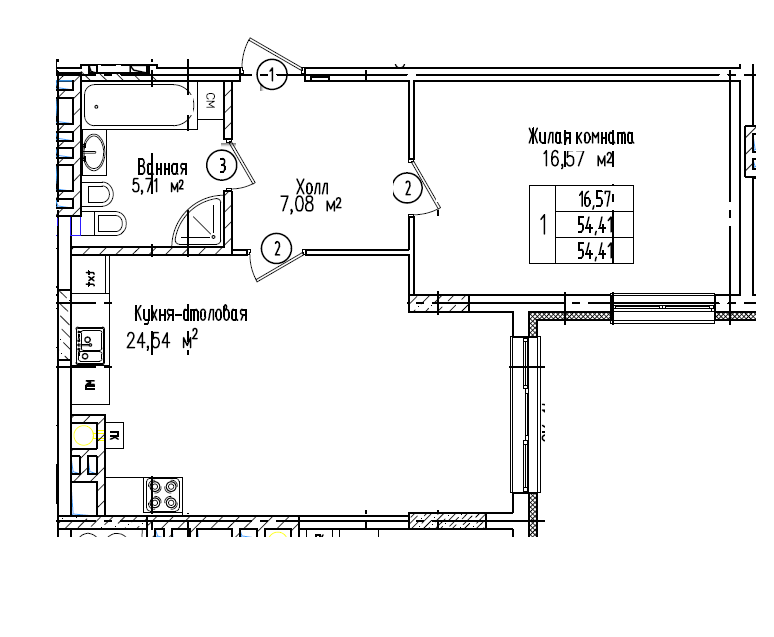 1
СМ
Жилая комната
16,57 м2
Ванная
5,71 м2
3
Холл
7,08 м2
2
1
16,57
54,41
54,41
2
Кухня-столовая
24,54 м2
ПК